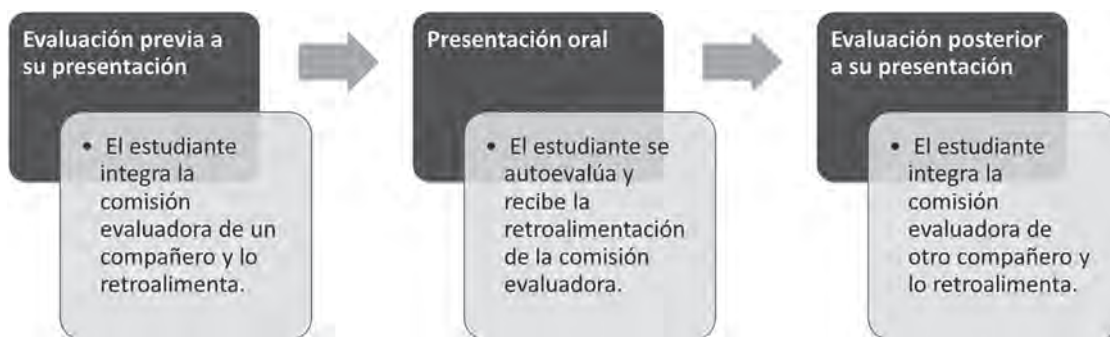 Evaluación previa a
su presentación
• El estudiante
integra la
comisión
evaluadora de un
compañero y lo
retroalimenta.
Presentación oral
• El estudiante se
autoevalúa y
recibe la
retroalimentación
de la comisión
evaluadora.
Evaluación posterior
a su presentación
• El estudiante
integra la
comisión
evaluadora de
otro compañero y
lo retroalimenta.